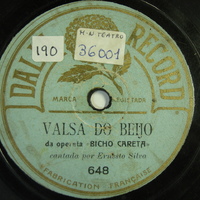 DALIA RECORD
M.N TEATRO
190
36001
MARCA
REGISTADA
VALSA DO BEIJO
da opereta «BICHO CARETA»
cantada por Evaristo Silva
648
FABRICATION FRANÇAISE